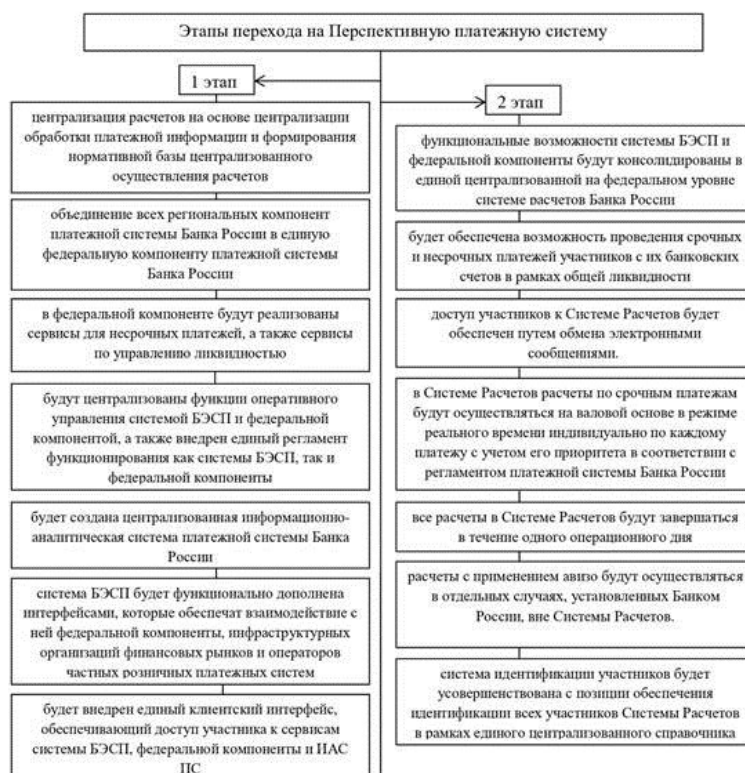 Этапы перехода на Перспективную платежную систему
1 этап
централизация расчетов на основе централизации
обработки платежной информации и формирования
нормативной базы централизованного
осуществления расчетов
объединение всех региональных компонент
платежной системы Банка России в единую
федеральную компоненту платежной системы
Банка России
в федеральной компоненте будут реализованы
сервисы для несрочных платежей, а также сервисы
по управлению ликвидностью
будут централизованы функции оперативного
управления системой БЭСП и федеральной
компонентой, а также внедрен единый регламент
функционирования как системы БЭСП, так и
федеральной компоненты
будет создана централизованная информационно-
аналитическая система платежной системы Банка
России
система БЭСП будет функционально дополнена
интерфейсами, которые обеспечат взаимодействие с
ней федеральной компоненты, инфраструктурных
организаций финансовых рынков и операторов
частных розничных платежных систем
будет внедрен единый клиентский интерфейс,
обеспечивающий доступ участника к сервисам
системы БЭСП, федеральной компоненты и ИАС
ПС
2 этап
функциональные возможности системы БЭСП и
федеральной компоненты будут консолидированы в
единой централизованной на федеральном уровне
системе расчетов Банка России
будет обеспечена возможность проведения срочных
и несрочных платежей участников с их банковских
счетов в рамках общей ликвидности
доступ участников к Системе Расчетов будет
обеспечен путем обмена электронными
сообщениями.
в Системе Расчетов расчеты по срочным платежам
будут осуществляться на валовой основе в режиме
реального времени индивидуально по каждому
платежу с учетом его приоритета в соответствии с
регламентом платежной системы Банка России
все расчеты в Системе Расчетов будут завершаться
в течение одного операционного дня
расчеты с применением авизо будут осуществляться
в отдельных случаях, установленных Банком
России, вне Системы Расчетов.
система идентификации участников будет
усовершенствована с позиции обеспечения
идентификации всех участников Системы Расчетов
в рамках единого централизованного справочника